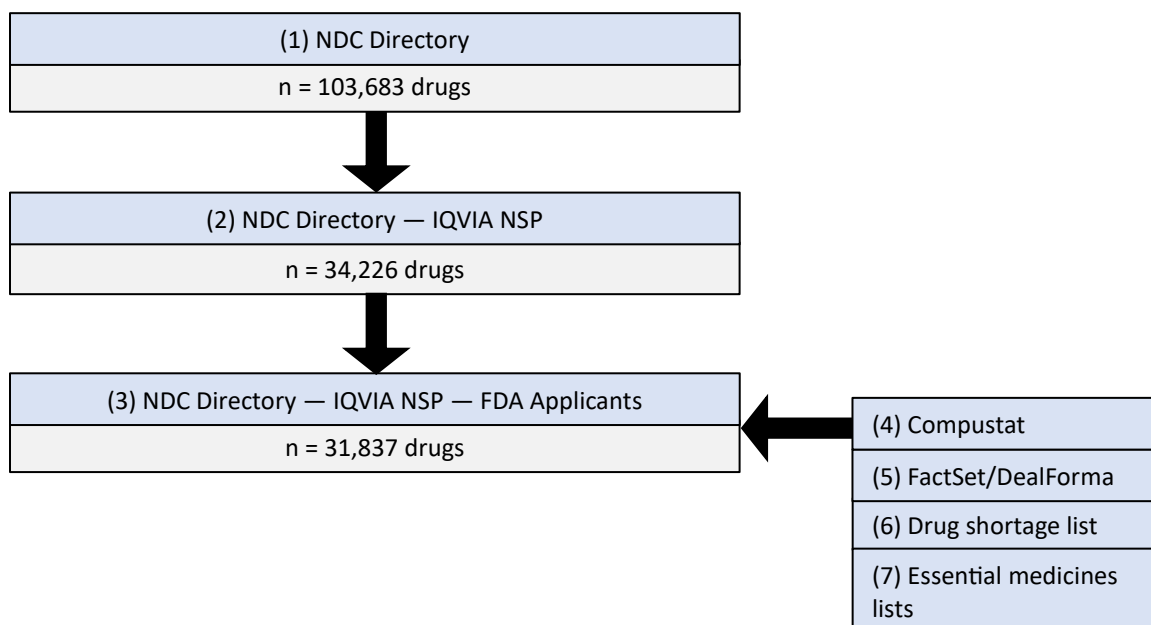 (1) NDC Directory
n = 103,683 drugs
(2) NDC Directory — IQVIA NSP
n = 34,226 drugs
(3) NDC Directory — IQVIA NSP — FDA Applicants
n = 31,837 drugs
(4) Compustat
(5) FactSet/DealForma
(6) Drug shortage list
(7) Essential medicines
lists